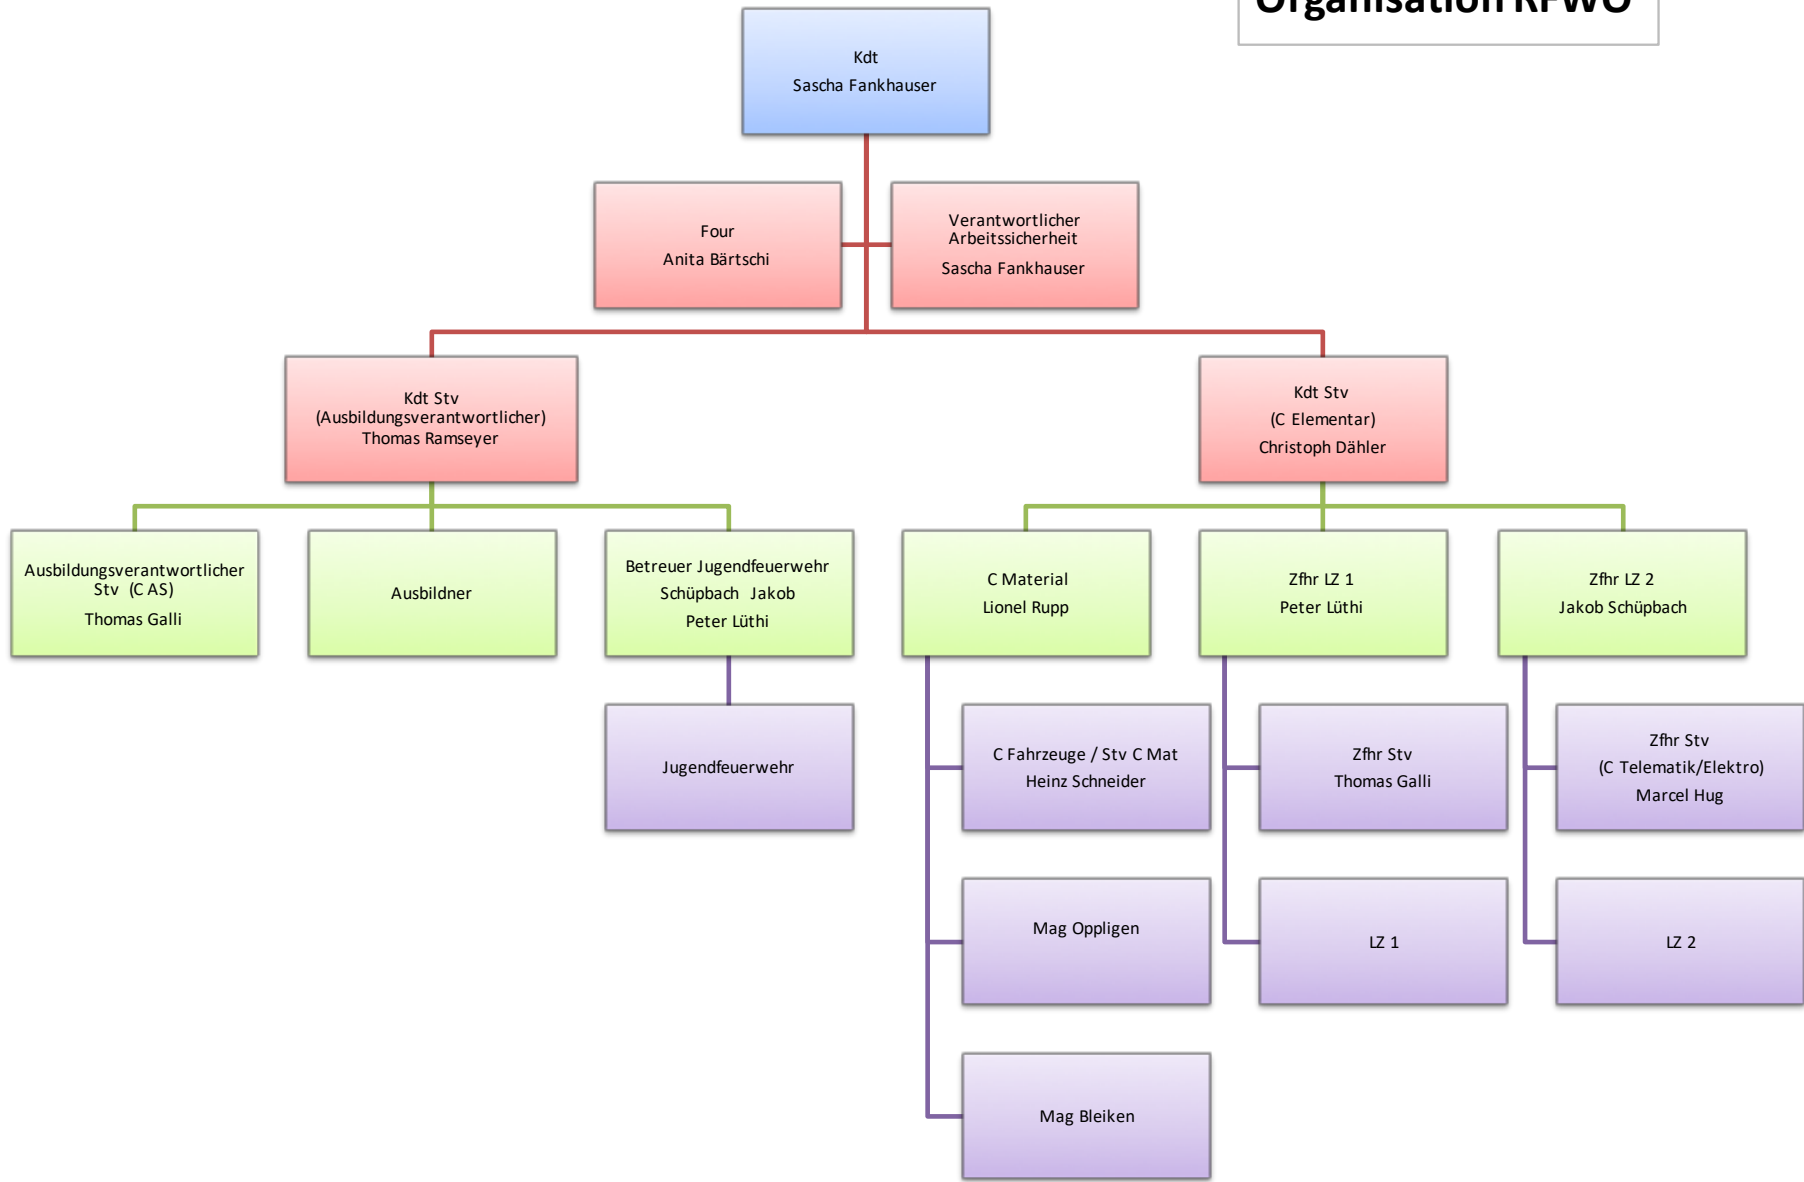 Organisation RFWO
Kdt
Sascha Fankhauser
Four
Anita Bärtschi
Verantwortlicher
Arbeitssicherheit
Sascha Fankhauser
Kdt Stv
(Ausbildungsverantwortlicher)
Thomas Ramseyer
Kdt Stv
(C Elementar)
Christoph Dähler
Ausbildungsverantwortlicher
Stv (C AS)
Thomas Galli
Ausbildner
Betreuer Jugendfeuerwehr
Schüpbach Jakob
Peter Lüthi
C Material
Lionel Rupp
Zfhr LZ 1
Peter Lüthi
Zfhr LZ 2
Jakob Schüpbach
Jugendfeuerwehr
C Fahrzeuge / Stv C Mat
Heinz Schneider
Zfhr Stv
Thomas Galli
Zfhr Stv
(C Telematik/Elektro)
Marcel Hug
Mag Oppligen
LZ 1
LZ 2
Mag Bleiken